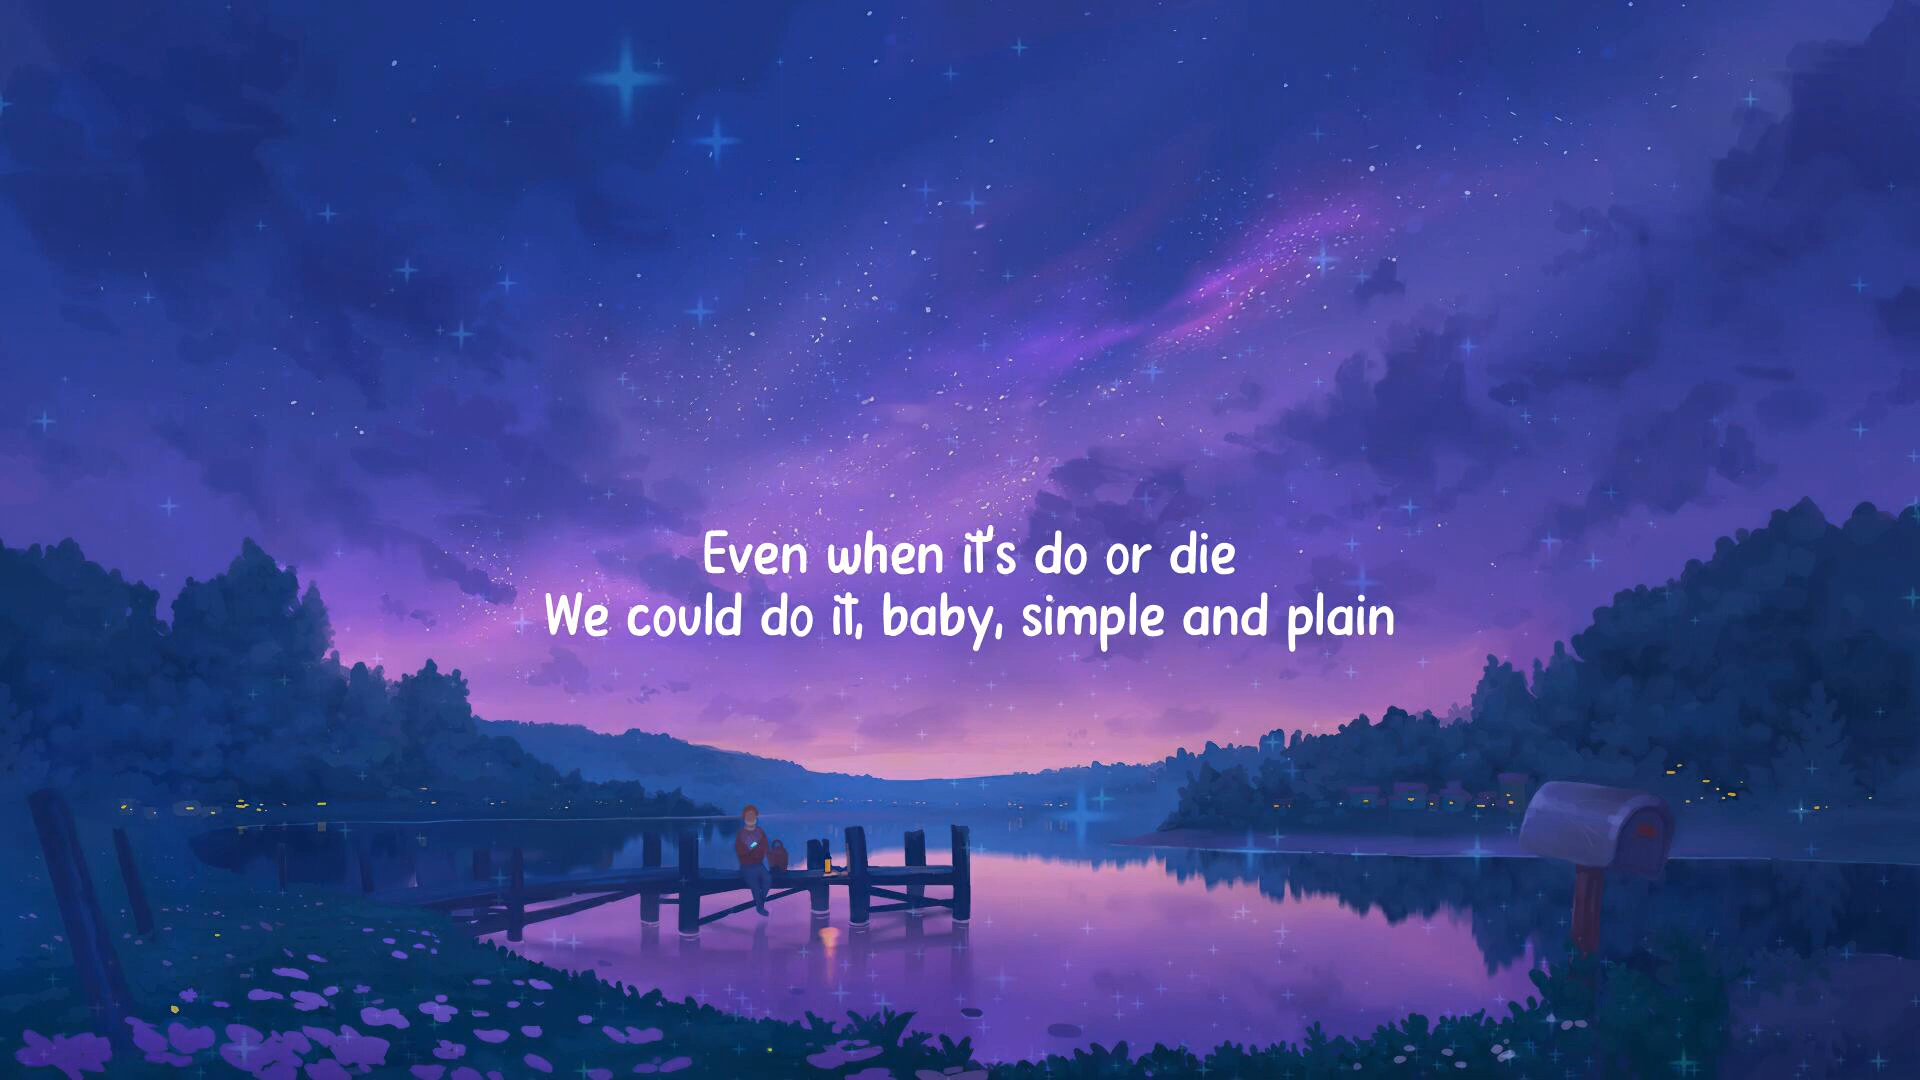 Even when it's do or die
We could do it, baby, simple and plain